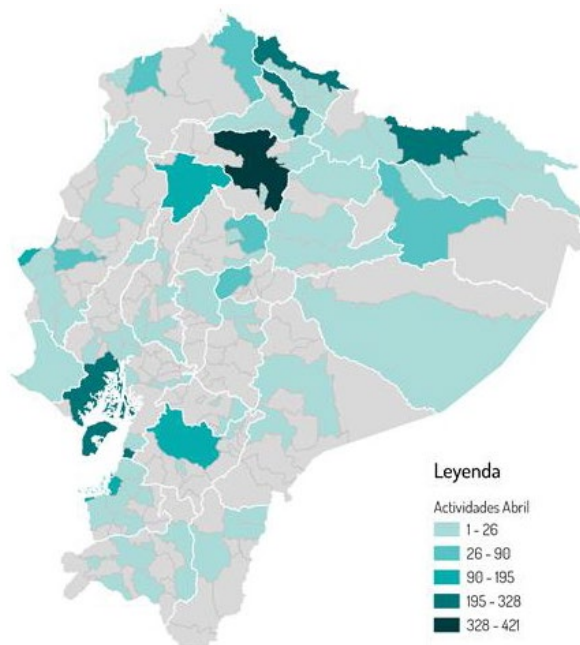 Leyenda
Actividades Abril
1 - 26
26 - 90
90 - 195
195 - 328
328 - 421